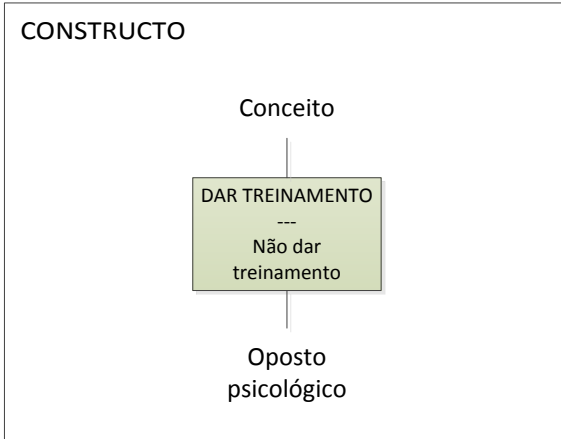 CONSTRUCTO
Conceito
DAR TREINAMENTO
---
Não dar
treinamento
Oposto
psicológico